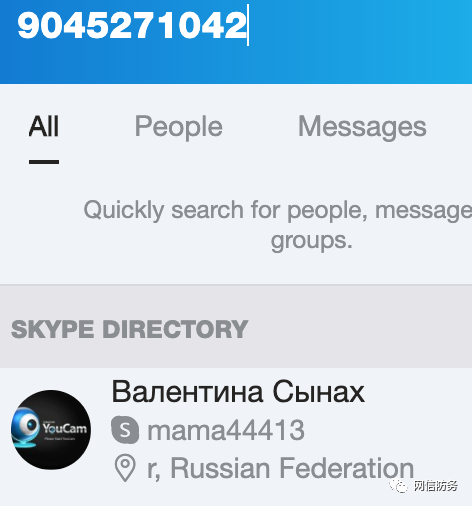 9045271042
All People Messages
Quickly search for people, message
groups.
SKYPE DIRECTORY
Валентина Сынах
YouCam
mama44413
r, Russian Federation
网信防务